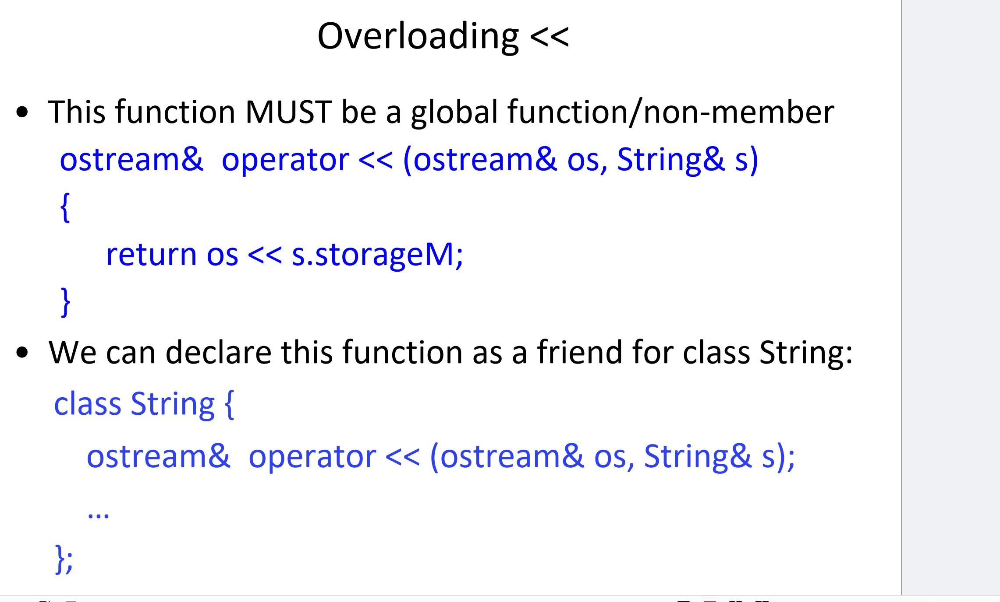 Overloading <<
• This function MUST be a global function/non-member
ostream& operator << (ostream& os, String& s)
{
return os << s.storageM;
}
• We can declare this function as a friend for class String:
class String {
ostream& operator << (ostream& os, String& s);
...
};